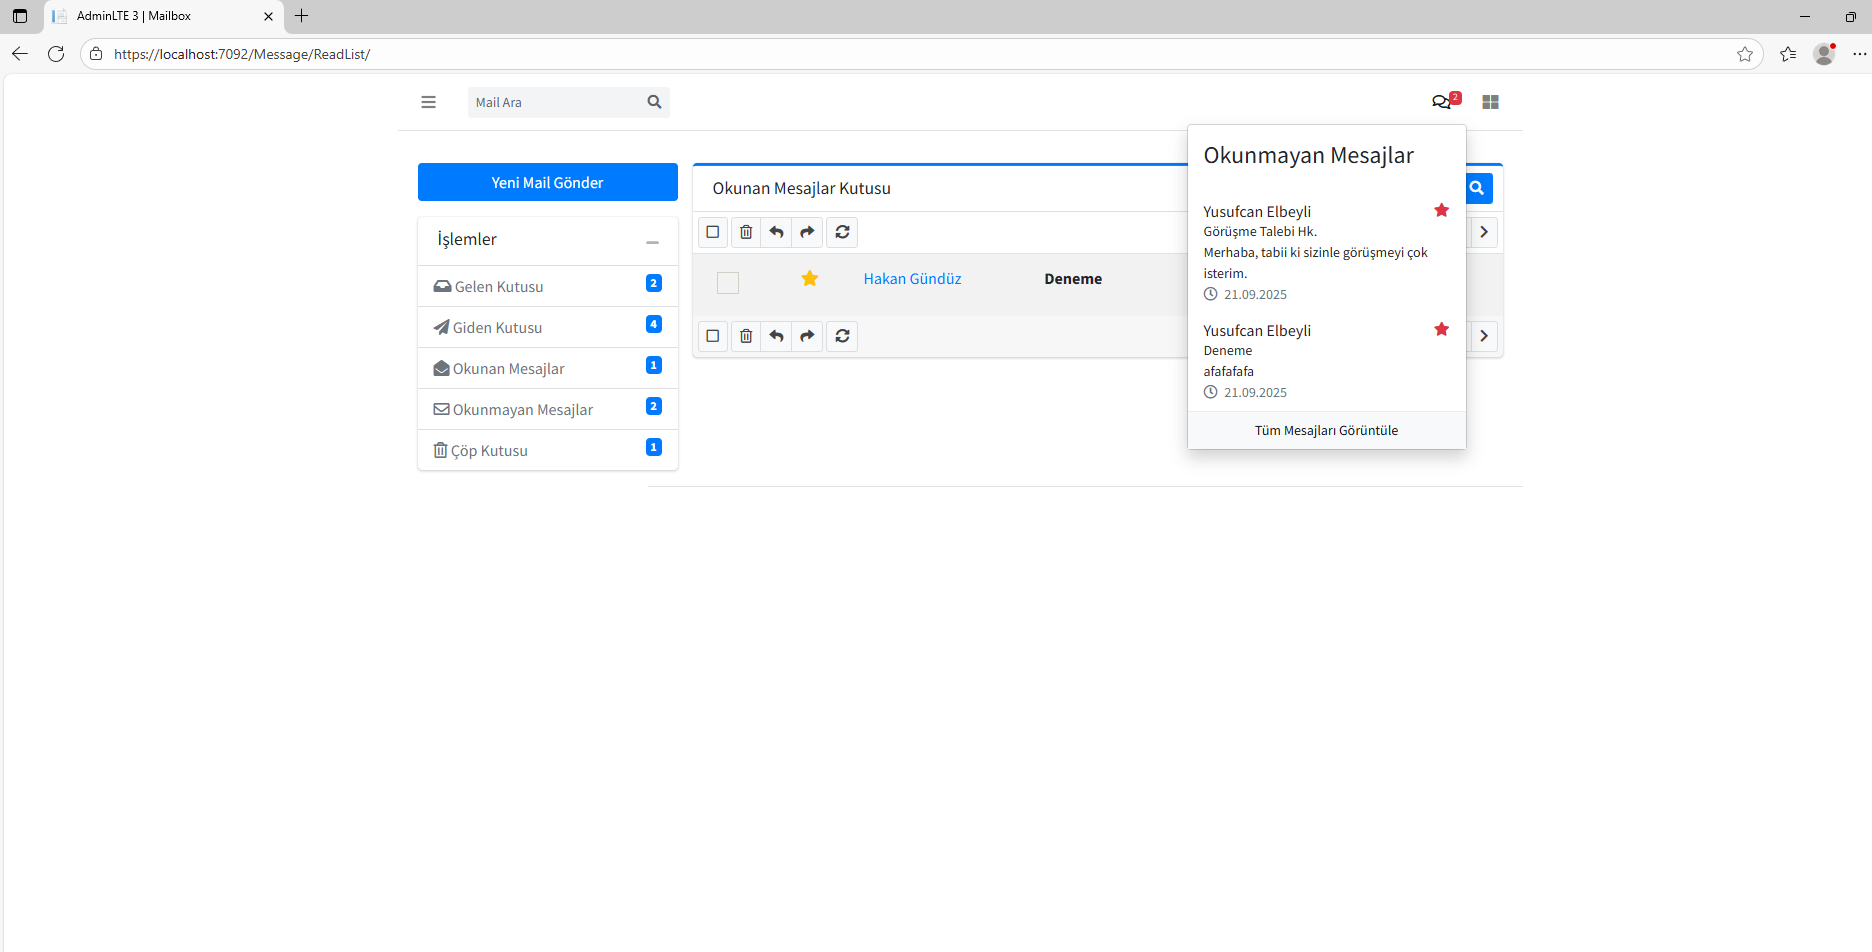 AdminLTE 3 | Mailbox
https://localhost:7092/Message/ReadList/
Mail Ara
2
Yeni Mail Gönder
İşlemler
Gelen Kutusu 2
Giden Kutusu 4
Okunan Mesajlar 1
Okunmayan Mesajlar 2
Çöp Kutusu 1
Okunan Mesajlar Kutusu
Hakan Gündüz Deneme
Okunmayan Mesajlar
Yusufcan Elbeyli
Görüşme Talebi Hk.
Merhaba, tabii ki sizinle görüşmeyi çok
isterim.
21.09.2025
Yusufcan Elbeyli
Deneme
afafafafa
21.09.2025
Tüm Mesajları Görüntüle